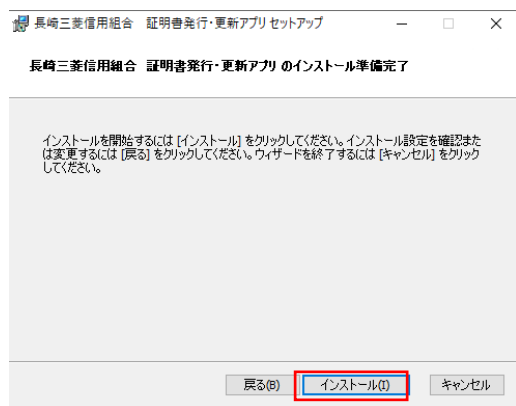 長崎三菱信用組合　証明書発行・更新アプリ セットアップ
長崎三菱信用組合　証明書発行・更新アプリ のインストール準備完了
インストールを開始するには [インストール] をクリックしてください。インストール設定を確認また
は変更するには [戻る] をクリックしてください。ウィザードを終了するには [キャンセル] をクリック
してください。
戻る(B) インストール(I) キャンセル